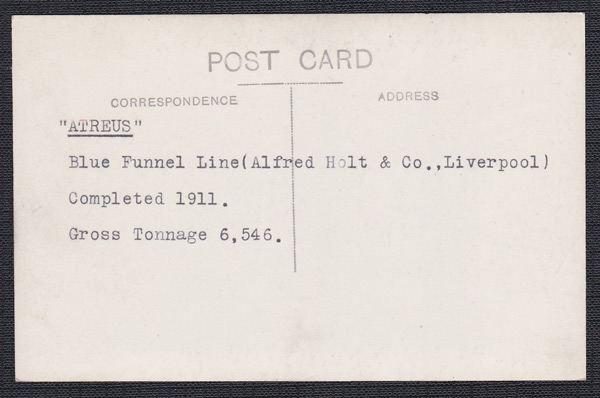 POST CARD
CORRESPONDENCE
ADDRESS
"ATREUS"
Blue Funnel Line(Alfred Holt & Co.,Liverpool)
Completed 1911.
Gross Tonnage 6,546.